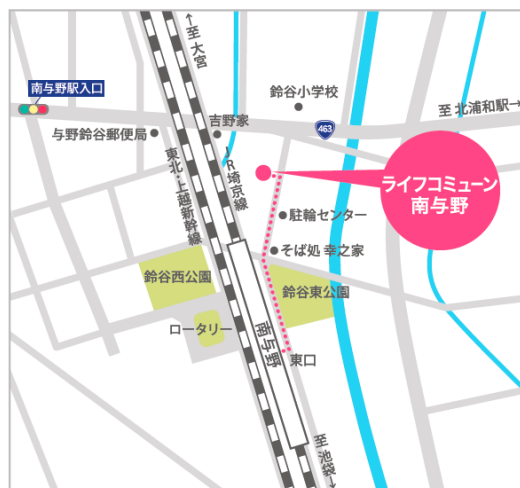 ←至 大宮
南与野駅入口
鈴谷小学校
至 北浦和駅→
吉野家
463
与野鈴谷郵便局
東北・上越新幹線
JR埼京線
ライフコミューン
南与野
駐輪センター
そば処 幸之家
鈴谷西公園
鈴谷東公園
ロータリー
南与野
東口
至 池袋→